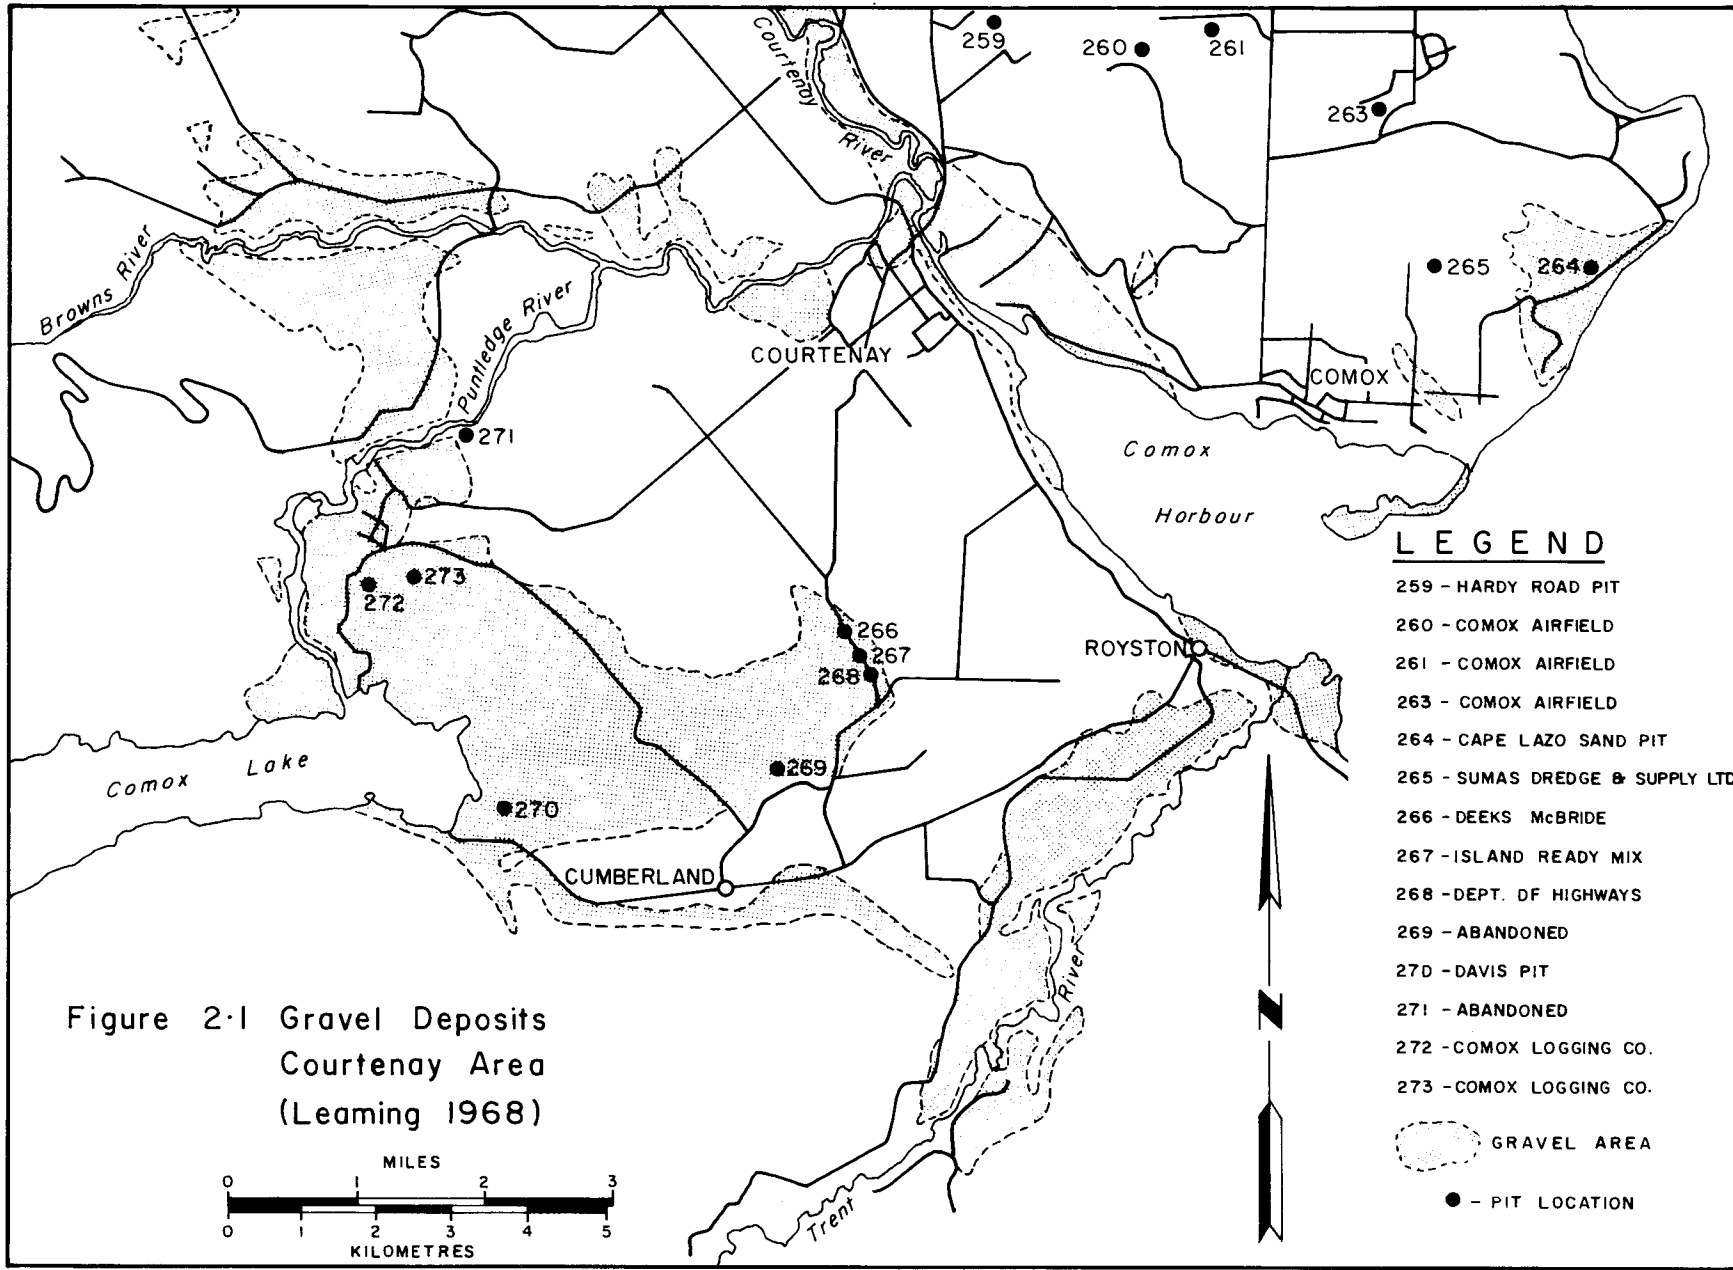 Courtenay
River
259
260
261
263
Browns River
Puntledge River
265
264
COURTENAY
COMOX
271
Comox
Horbour
273
272
266
267
268
ROYSTON
Comox Lake
269
270
CUMBERLAND
River
Trent
N
Figure 2·1 Gravel Deposits
Courtenay Area
(Leaming 1968)
MILES
0 1 2 3
0 1 2 3 4 5
KILOMETRES
LEGEND
259 - HARDY ROAD PIT
260 - COMOX AIRFIELD
261 - COMOX AIRFIELD
263 - COMOX AIRFIELD
264 - CAPE LAZO SAND PIT
265 - SUMAS DREDGE & SUPPLY LTD
266 - DEEKS McBRIDE
267 - ISLAND READY MIX
268 - DEPT. DF HIGHWAYS
269 - ABANDONED
27D - DAVIS PIT
271 - ABANDONED
272 - COMOX LOGGING CO.
273 - COMOX LOGGING CO.
GRAVEL AREA
- PIT LOCATION